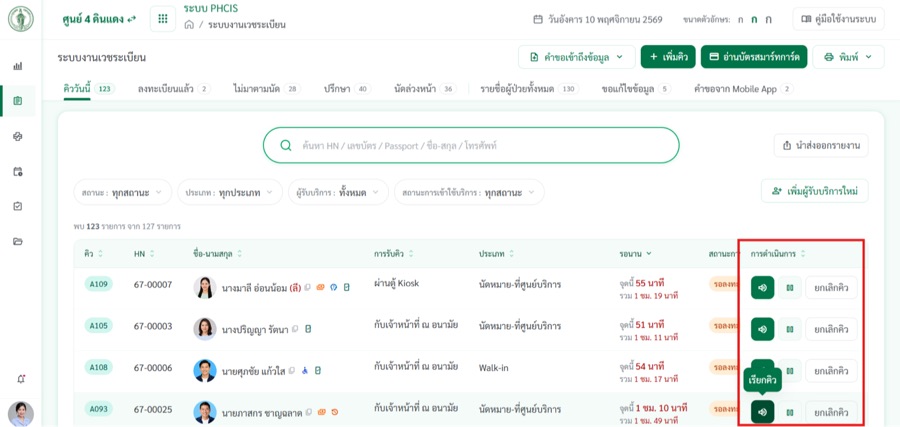 ศูนย์ 4 ดินแดง
ระบบ PHCIS
/ ระบบงานเวชระเบียน
วันอังคาร 10 พฤศจิกายน 2569
ขนาดตัวอักษร: ก ก ก
คู่มือใช้งานระบบ
ระบบงานเวชระเบียน
คำขอเข้าถึงข้อมูล
+ เพิ่มคิว
อ่านบัตรสมาร์ทการ์ด
พิมพ์
คิววันนี้ 123 ลงทะเบียนแล้ว 2 ไม่มาตามนัด 28 ปรึกษา 40 นัดล่วงหน้า 36 รายชื่อผู้ป่วยทั้งหมด 130 ขอแก้ไขข้อมูล 5 คำขอจาก Mobile App 2
ค้นหา HN / เลขบัตร / Passport / ชื่อ-สกุล / โทรศัพท์
นำส่งออกรายงาน
สถานะ : ทุกสถานะ ประเภท : ทุกประเภท ผู้รับบริการ : ทั้งหมด สถานะการเข้าใช้บริการ : ทุกสถานะ
เพิ่มผู้รับบริการใหม่
พบ 123 รายการ จาก 127 รายการ
คิว HN ชื่อ-นามสกุล การรับคิว ประเภท รอนาน สถานะกา การดำเนินการ
A109 67-00007 นางมาลี อ่อนน้อม (ลี) ผ่านตู้ Kiosk นัดหมาย-ที่ศูนย์บริการ จุดนี้ 55 นาที รอลงทะ ยกเลิกคิว
รวม 1 ชม. 19 นาที
A105 67-00003 นางปริญญา รัตนา กับเจ้าหน้าที่ ณ อนามัย นัดหมาย-ที่ศูนย์บริการ จุดนี้ 51 นาที รอลงทะ ยกเลิกคิว
รวม 1 ชม. 11 นาที
A108 67-00006 นายศุภชัย แก้วใส กับเจ้าหน้าที่ ณ อนามัย Walk-in จุดนี้ 54 นาที รอลงทะ ยกเลิกคิว
รวม 1 ชม. 17 นาที
เรียกคิว
A093 67-00025 นายภาสกร ชาญฉลาด กับเจ้าหน้าที่ ณ อนามัย นัดหมาย-ที่ศูนย์บริการ จุดนี้ 1 ชม. 10 นาที รอลงทะ ยกเลิกคิว
รวม 1 ชม. 49 นาที